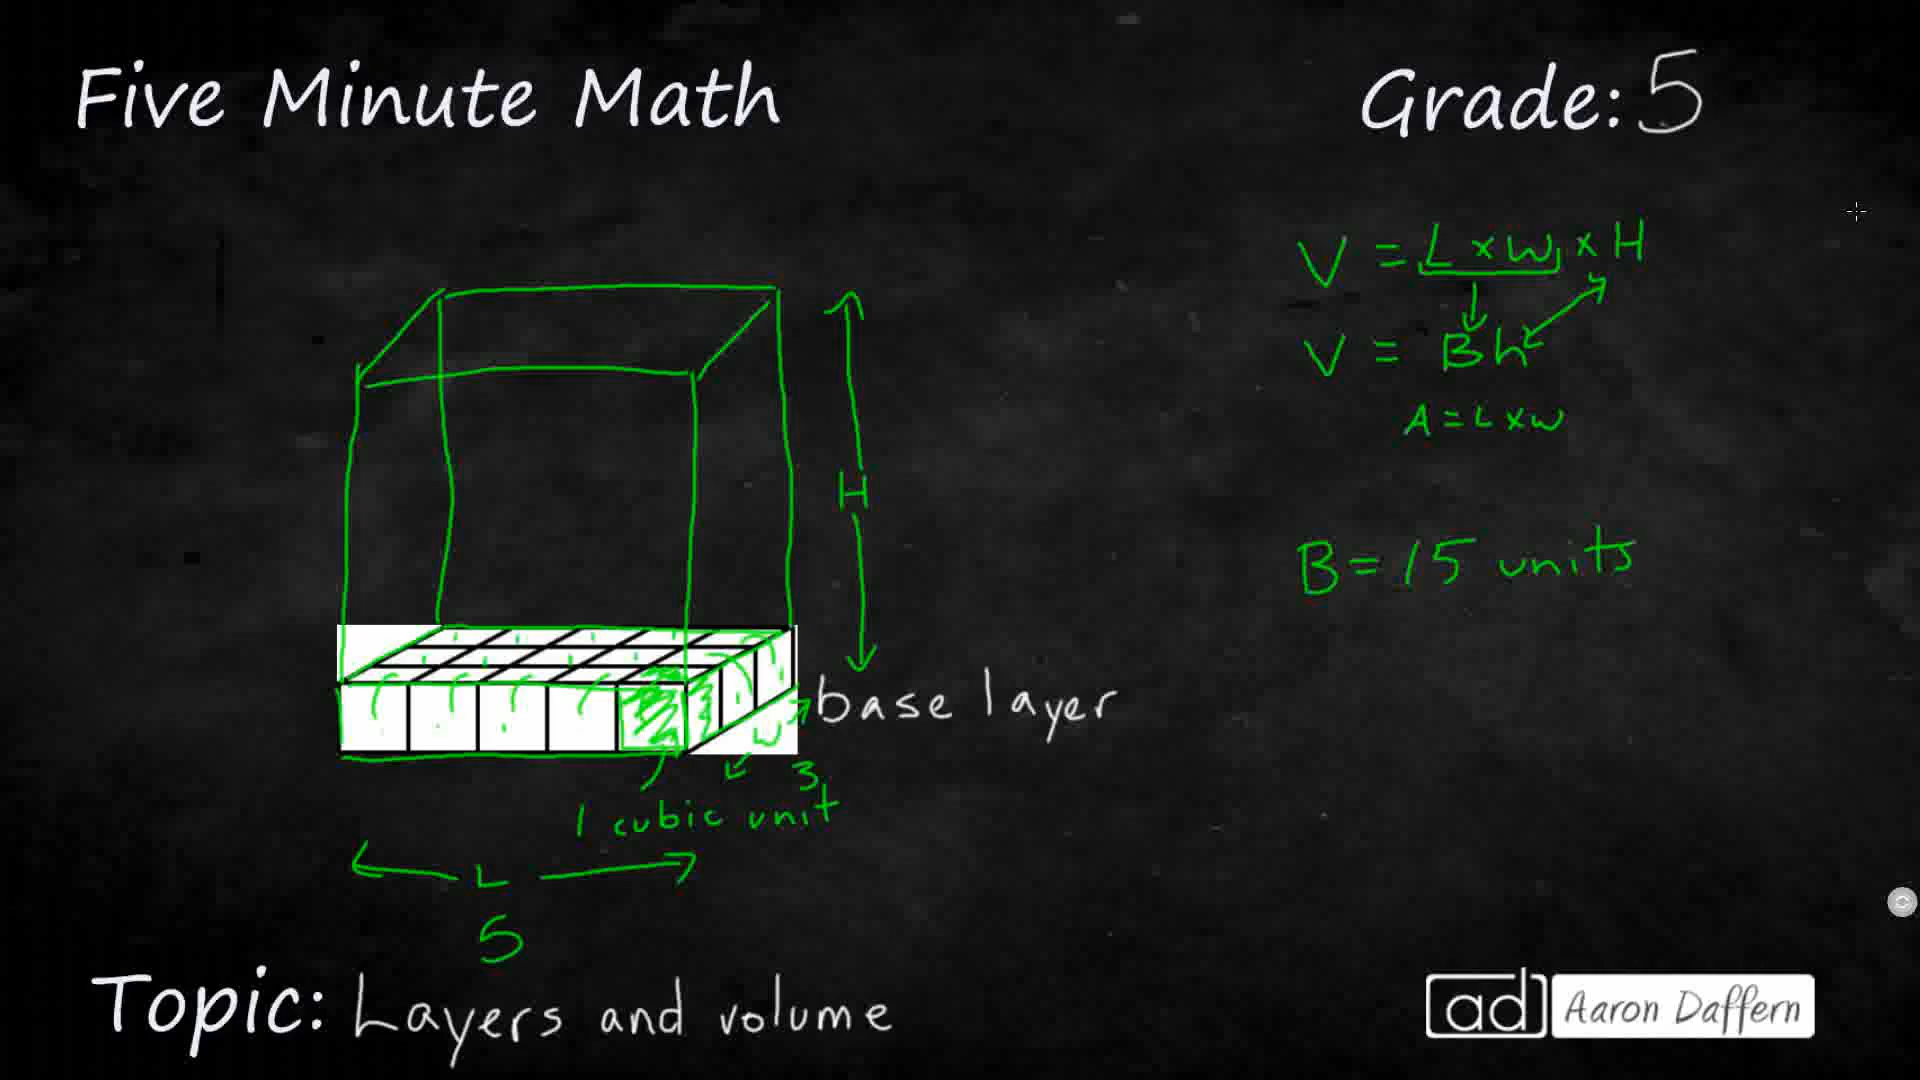 Five Minute Math
Grade: 5
V = L x W x H
V = Bh
A = L x W
H
B = 15 units
base layer
W
3
1 cubic unit
L
5
Topic: Layers and volume
ad Aaron Daffern